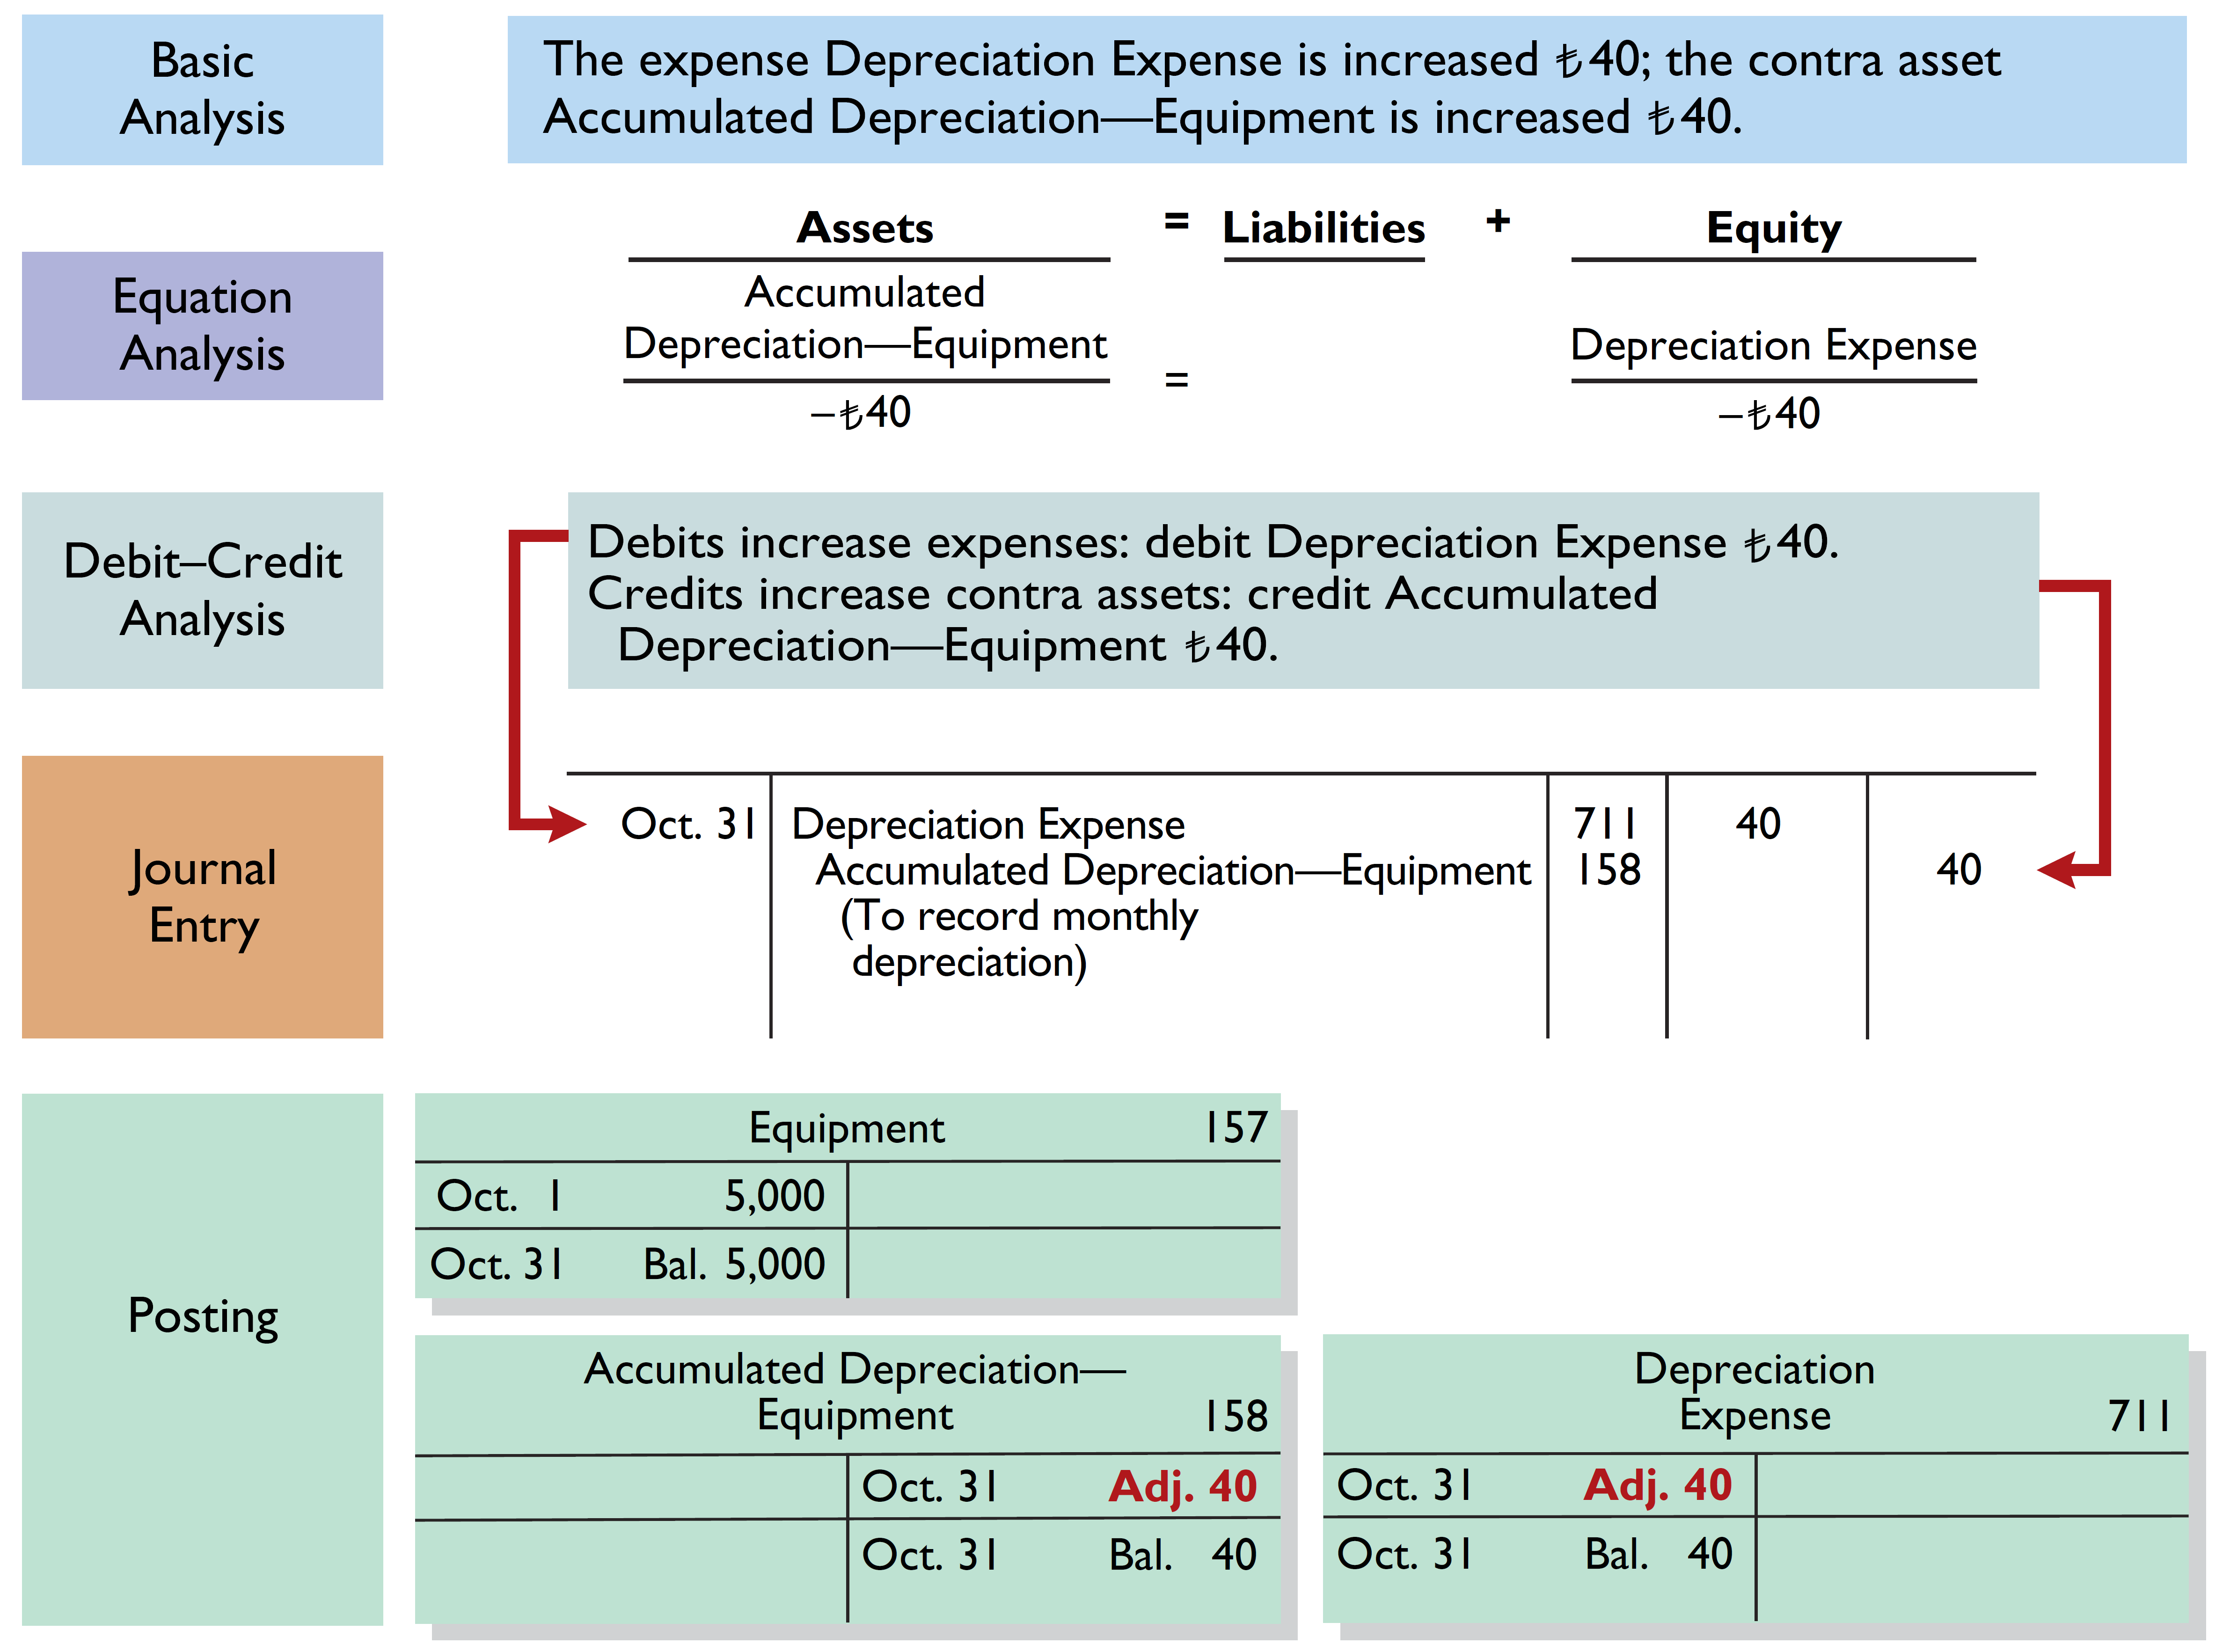 Basic
Analysis
The expense Depreciation Expense is increased ₺40; the contra asset
Accumulated Depreciation—Equipment is increased ₺40.
Equation
Analysis
Assets = Liabilities + Equity
Accumulated
Depreciation—Equipment = Depreciation Expense
–₺40 –₺40
Debit–Credit
Analysis
Debits increase expenses: debit Depreciation Expense ₺40.
Credits increase contra assets: credit Accumulated
Depreciation—Equipment ₺40.
Journal
Entry
Oct. 31 Depreciation Expense 711 40
Accumulated Depreciation—Equipment 158 40
(To record monthly
depreciation)
Posting
Equipment 157
Oct. 1 5,000
Oct. 31 Bal. 5,000
Accumulated Depreciation—
Equipment 158
Oct. 31 Adj. 40
Oct. 31 Bal. 40
Depreciation
Expense 711
Oct. 31 Adj. 40
Oct. 31 Bal. 40